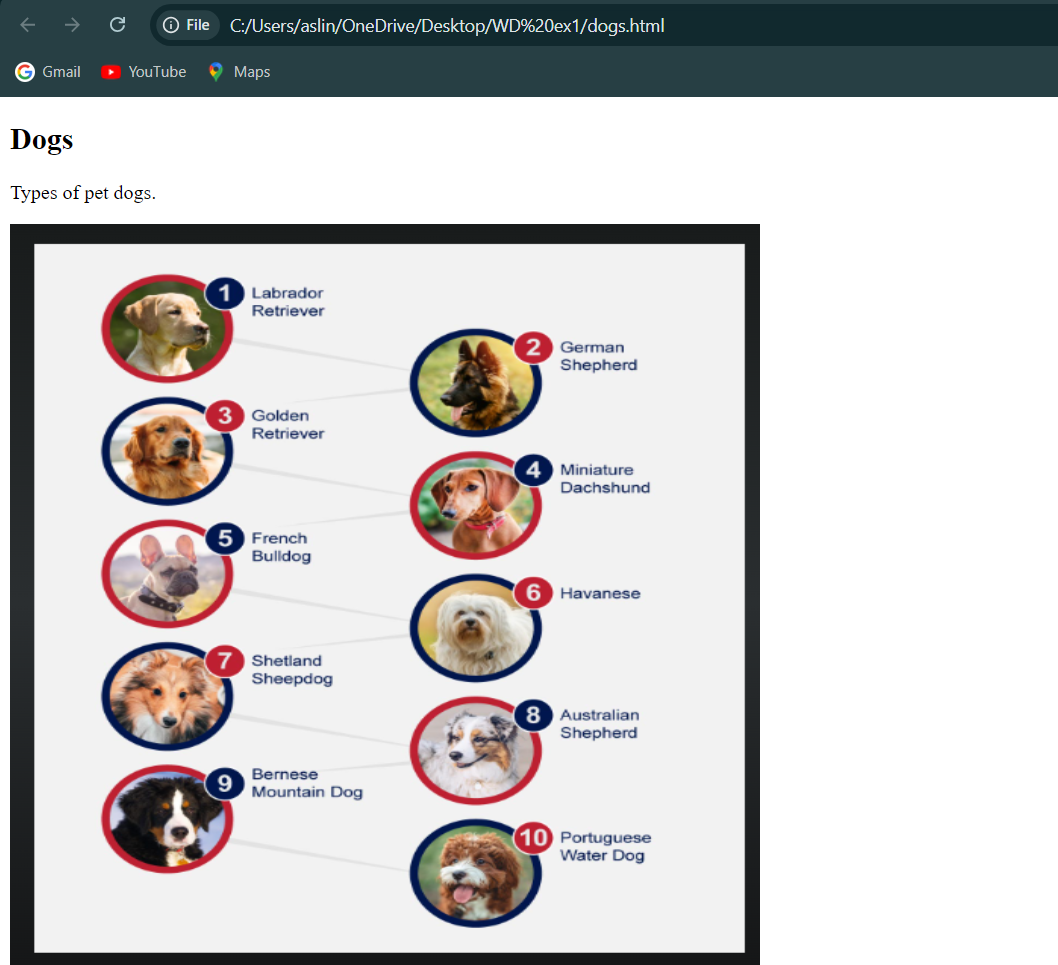 File C:/Users/aslin/OneDrive/Desktop/WD%20ex1/dogs.html
Gmail YouTube Maps
Dogs
Types of pet dogs.
1 Labrador
Retriever
2 German
Shepherd
3 Golden
Retriever
4 Miniature
Dachshund
5 French
Bulldog
6 Havanese
7 Shetland
Sheepdog
8 Australian
Shepherd
9 Bernese
Mountain Dog
10 Portuguese
Water Dog